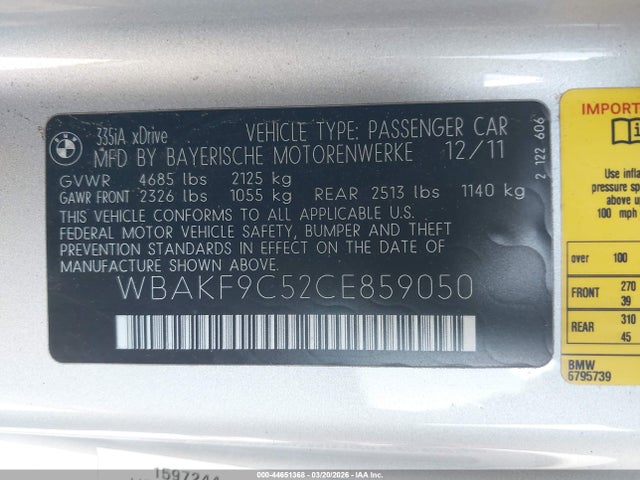 BMW
335iA xDrive VEHICLE TYPE: PASSENGER CAR
MFD BY BAYERISCHE MOTORENWERKE 12/11
GVWR 4685 lbs 2125 kg
GAWR FRONT 2326 lbs 1055 kg REAR 2513 lbs 1140 kg
THIS VEHICLE CONFORMS TO ALL APPLICABLE U.S.
FEDERAL MOTOR VEHICLE SAFETY, BUMPER AND THEFT
PREVENTION STANDARDS IN EFFECT ON THE DATE OF
MANUFACTURE SHOWN ABOVE.
WBAKF9C52CE859050
2 122 606
IMPORT
Use infla
pressure sp
above u
100 mph
over 100
FRONT 270
39
REAR 310
45
BMW
6795739
1597244
000-44651368 | 03/20/2026 - IAA Inc.